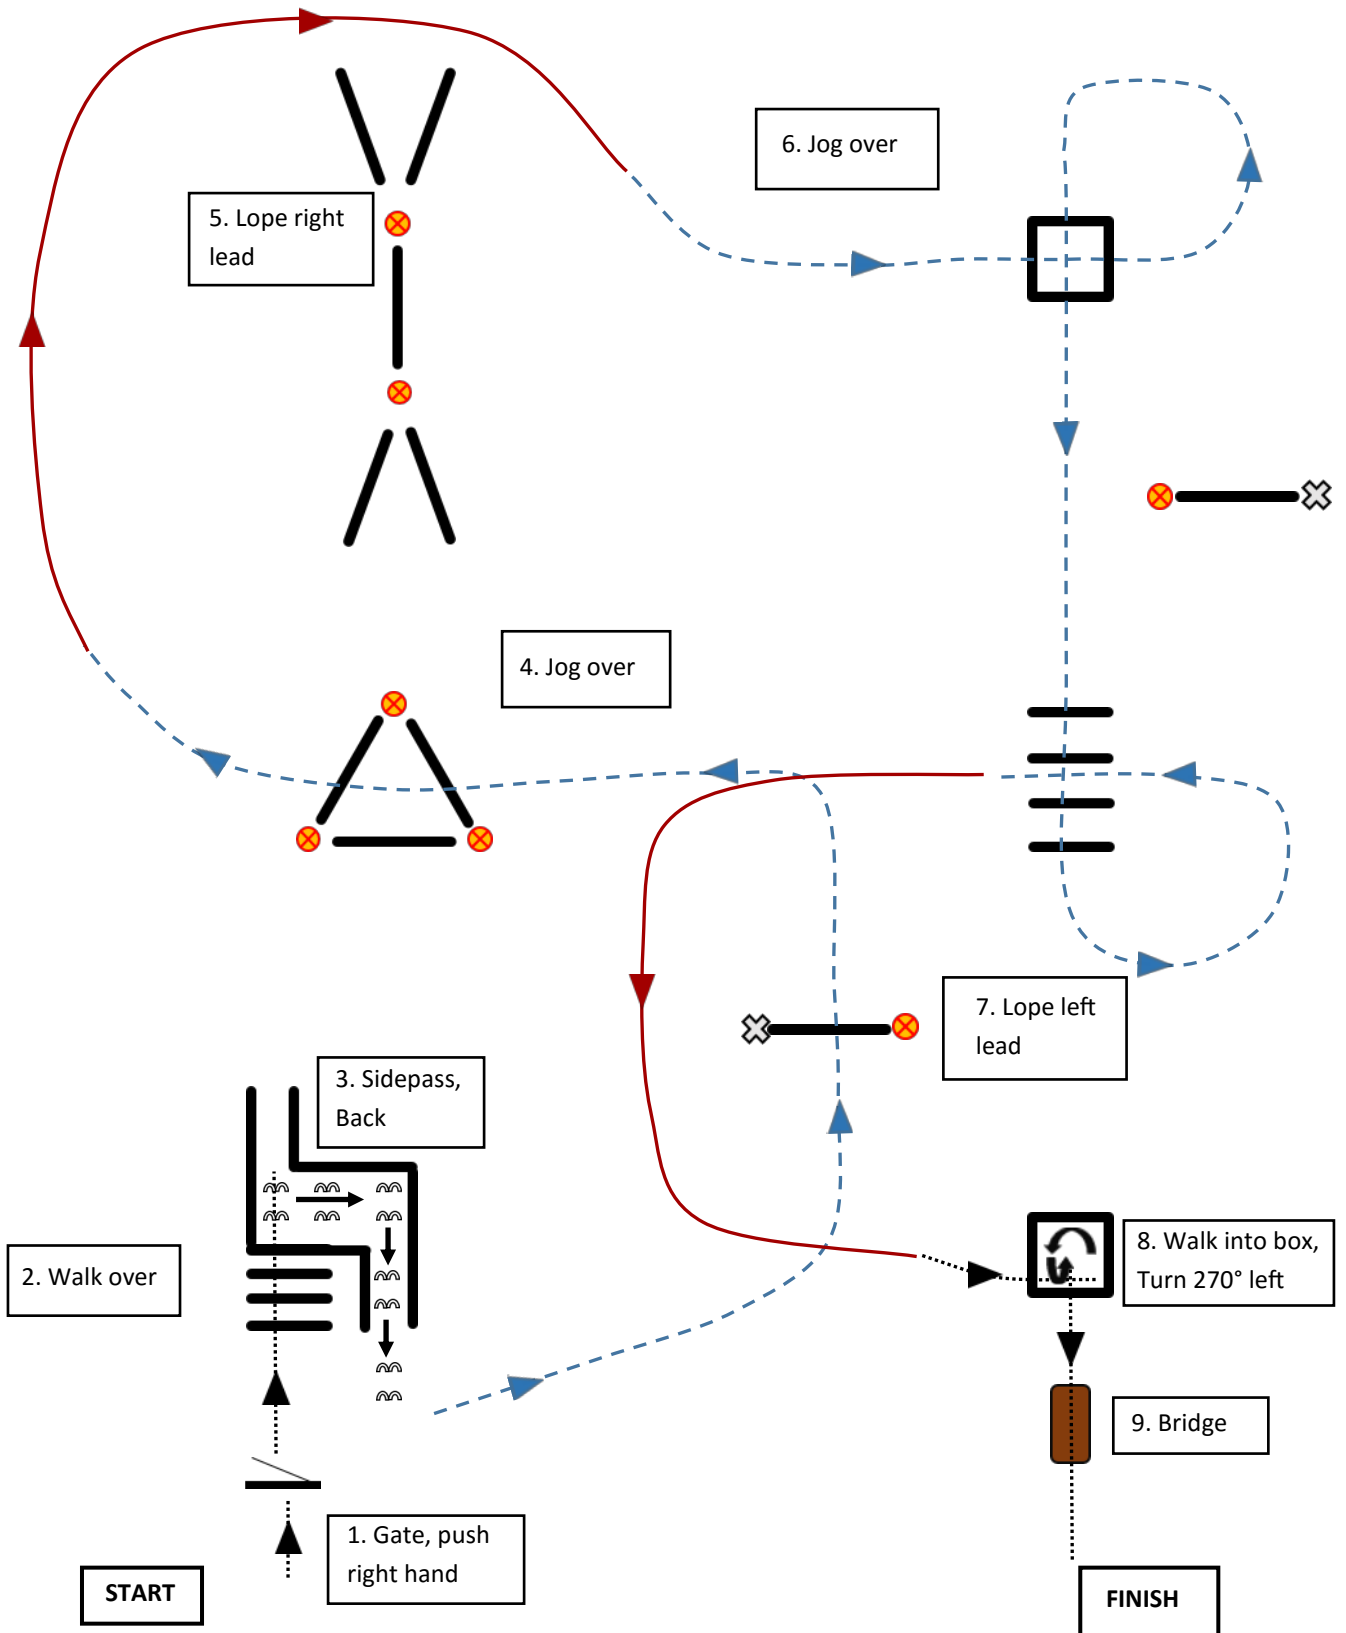 6. Jog over
5. Lope right
lead
4. Jog over
7. Lope left
lead
3. Sidepass,
Back
2. Walk over
8. Walk into box,
Turn 270° left
9. Bridge
1. Gate, push
right hand
START
FINISH